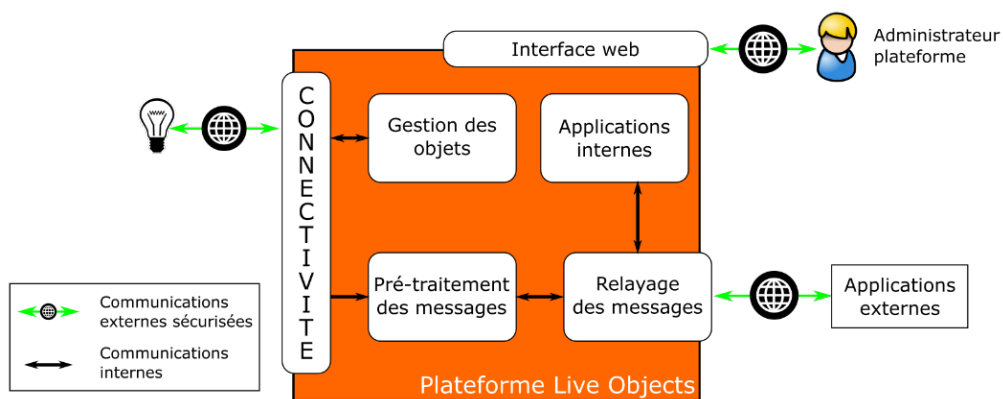 Interface web
Administrateur
plateforme
CONNECTIVITE
Gestion des
objets
Applications
internes
Pré-traitement
des messages
Relayage
des messages
Applications
externes
Communications
externes sécurisées
Communications
internes
Plateforme Live Objects